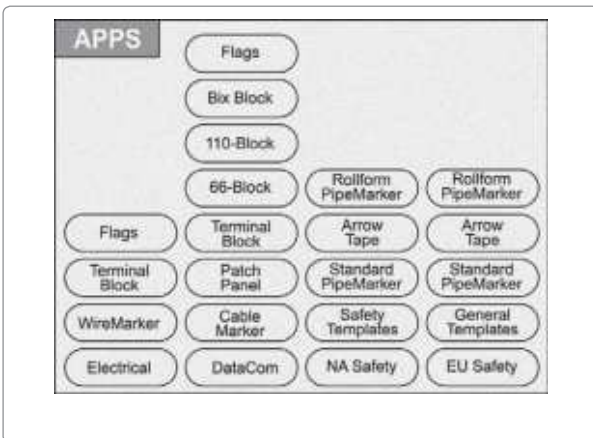 APPS
Flags
Bix Block
110-Block
66-Block
Rollform
PipeMarker
Rollform
PipeMarker
Flags
Terminal
Block
Arrow
Tape
Arrow
Tape
Terminal
Block
Patch
Panel
Standard
PipeMarker
Standard
PipeMarker
WireMarker
Cable
Marker
Safety
Templates
General
Templates
Electrical
DataCom
NA Safety
EU Safety